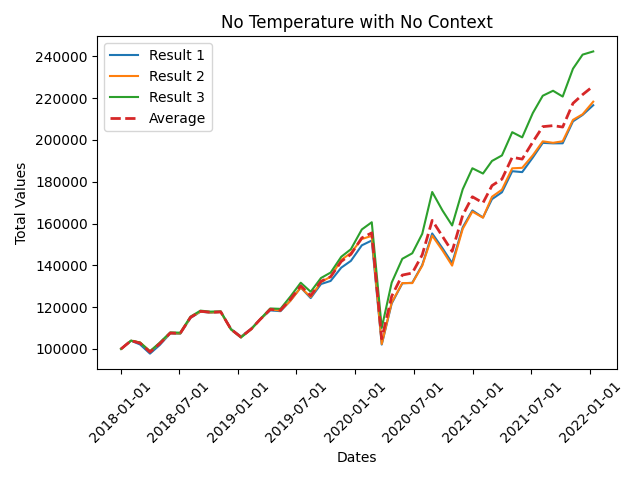 No Temperature with No Context
Result 1
Result 2
Result 3
Average
240000
220000
200000
180000
160000
140000
120000
100000
Total Values
2018-01-01
2018-07-01
2019-01-01
2019-07-01
2020-01-01
2020-07-01
2021-01-01
2021-07-01
2022-01-01
Dates